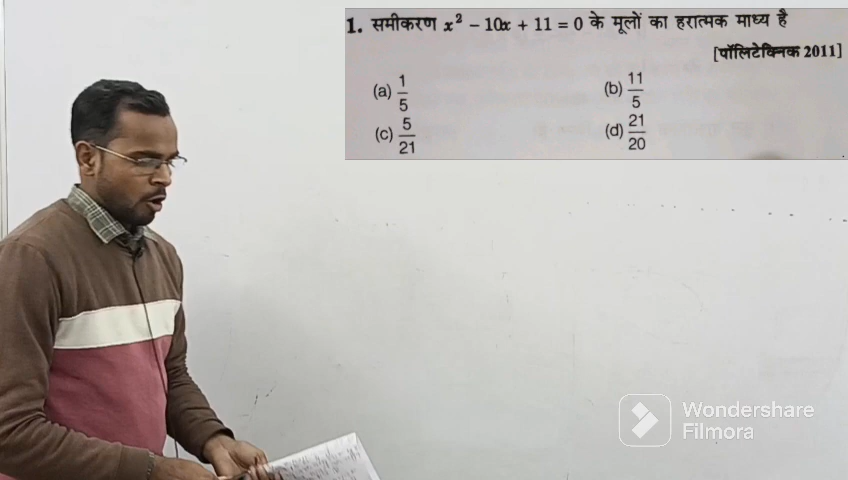 1. समीकरण x² − 10x + 11 = 0 के मूलों का हरात्मक माध्य है
[पॉलिटेक्निक 2011]
(a) 1/5 (b) 11/5
(c) 5/21 (d) 21/20
Wondershare
Filmora